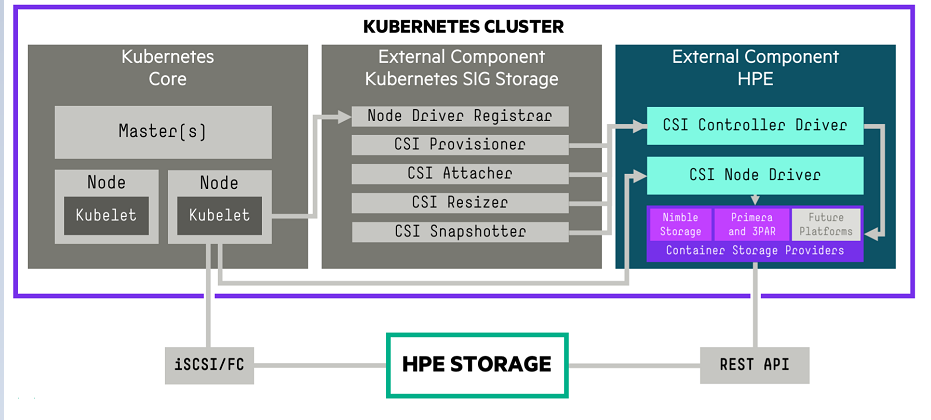 KUBERNETES CLUSTER
Kubernetes
Core
Master(s)
Node
Kubelet
Node
Kubelet
External Component
Kubernetes SIG Storage
Node Driver Registrar
CSI Provisioner
CSI Attacher
CSI Resizer
CSI Snapshotter
External Component
HPE
CSI Controller Driver
CSI Node Driver
Nimble
Storage
Primera
and 3PAR
Future
Platforms
Container Storage Providers
iSCSI/FC
HPE STORAGE
REST API